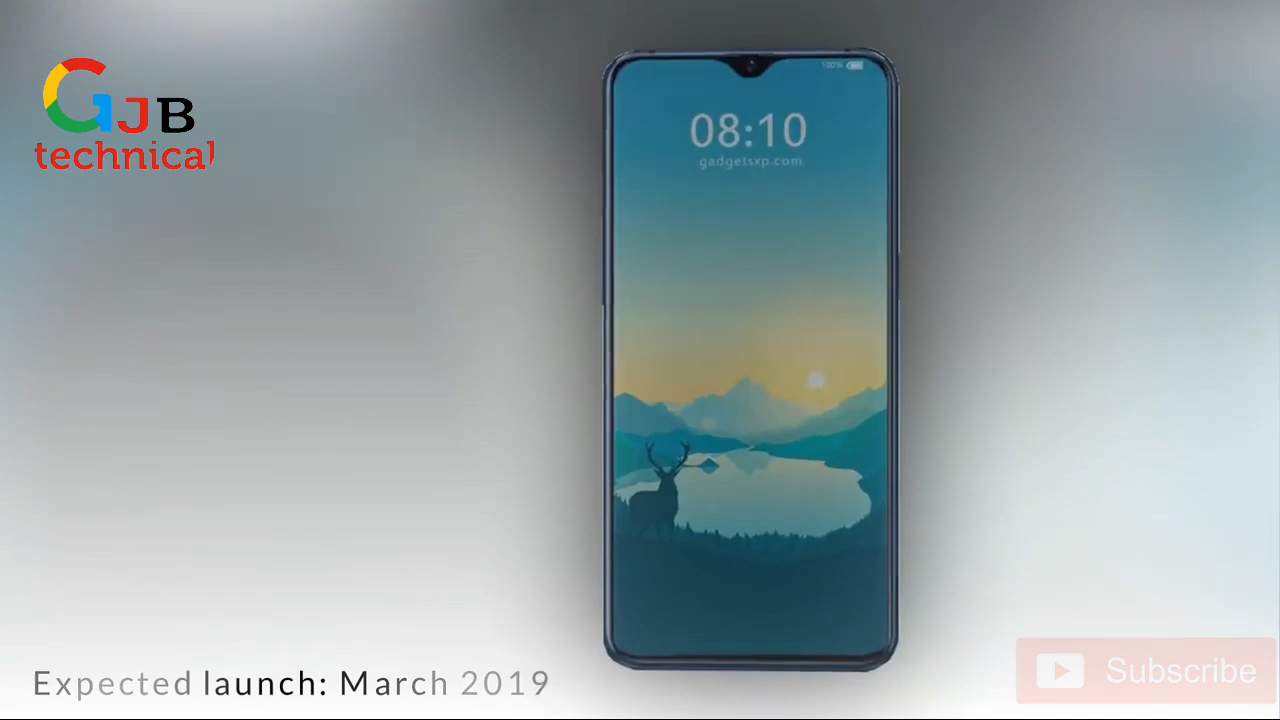 GJB
technical
100%
08:10
gadgetsxp.com
Expected launch: March 2019
Subscribe